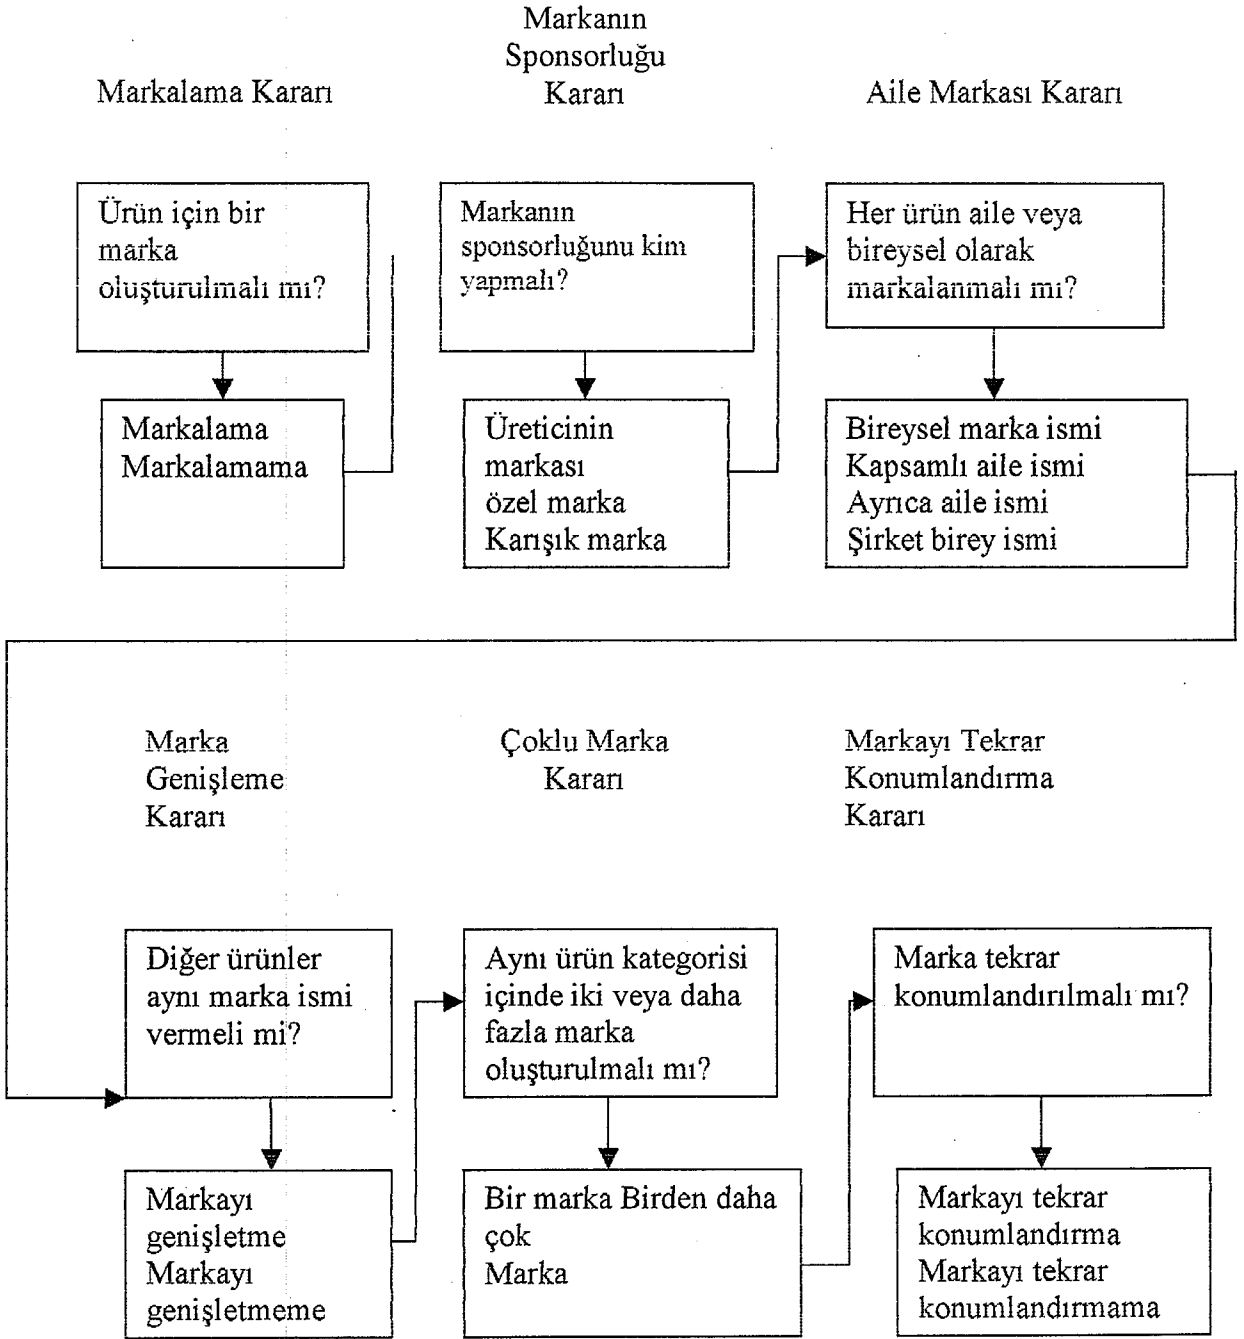 Markalama Kararı
Markanın
Sponsorluğu
Kararı
Aile Markası Kararı
Ürün için bir
marka
oluşturulmalı mı?
Markanın
sponsorluğunu kim
yapmalı?
Her ürün aile veya
bireysel olarak
markalanmalı mı?
Markalama
Markalamama
Üreticinin
markası
özel marka
Karışık marka
Bireysel marka ismi
Kapsamlı aile ismi
Ayrıca aile ismi
Şirket birey ismi
Marka
Genişleme
Kararı
Çoklu Marka
Kararı
Markayı Tekrar
Konumlandırma
Kararı
Diğer ürünler
aynı marka ismi
vermeli mi?
Aynı ürün kategorisi
içinde iki veya daha
fazla marka
oluşturulmalı mı?
Marka tekrar
konumlandırılmalı mı?
Markayı
genişletme
Markayı
genişletmeme
Bir marka Birden daha
çok
Marka
Markayı tekrar
konumlandırma
Markayı tekrar
konumlandırmama